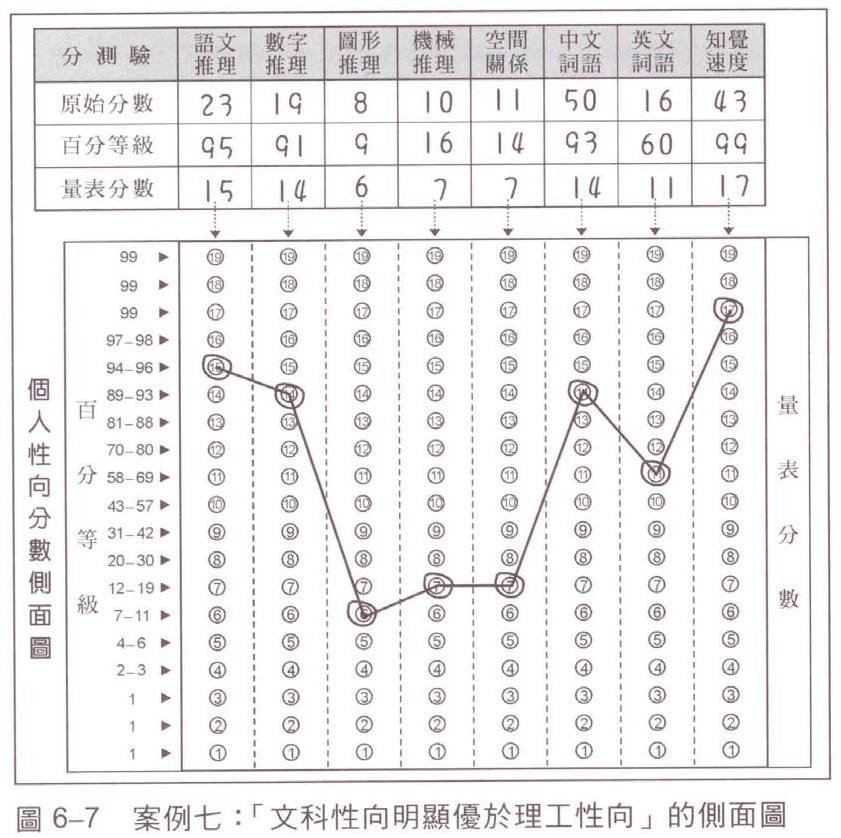 分測驗 語文推理 數字推理 圖形推理 機械推理 空間關係 中文詞語 英文詞語 知覺速度
原始分數 23 19 8 10 11 50 16 43
百分等級 95 91 9 16 14 93 60 99
量表分數 15 14 6 7 7 14 11 17
個人性向分數側面圖
百分等級
量表分數
99 ▶ ⑲ ⑲ ⑲ ⑲ ⑲ ⑲ ⑲ ⑲
99 ▶ ⑱ ⑱ ⑱ ⑱ ⑱ ⑱ ⑱ ⑱
99 ▶ ⑰ ⑰ ⑰ ⑰ ⑰ ⑰ ⑰ ⑰
97–98 ▶ ⑯ ⑯ ⑯ ⑯ ⑯ ⑯ ⑯ ⑯
94–96 ▶ ⑮ ⑮ ⑮ ⑮ ⑮ ⑮ ⑮ ⑮
89–93 ▶ ⑭ ⑭ ⑭ ⑭ ⑭ ⑭ ⑭ ⑭
81–88 ▶ ⑬ ⑬ ⑬ ⑬ ⑬ ⑬ ⑬ ⑬
70–80 ▶ ⑫ ⑫ ⑫ ⑫ ⑫ ⑫ ⑫ ⑫
58–69 ▶ ⑪ ⑪ ⑪ ⑪ ⑪ ⑪ ⑪ ⑪
43–57 ▶ ⑩ ⑩ ⑩ ⑩ ⑩ ⑩ ⑩ ⑩
31–42 ▶ ⑨ ⑨ ⑨ ⑨ ⑨ ⑨ ⑨ ⑨
20–30 ▶ ⑧ ⑧ ⑧ ⑧ ⑧ ⑧ ⑧ ⑧
12–19 ▶ ⑦ ⑦ ⑦ ⑦ ⑦ ⑦ ⑦ ⑦
7–11 ▶ ⑥ ⑥ ⑥ ⑥ ⑥ ⑥ ⑥ ⑥
4–6 ▶ ⑤ ⑤ ⑤ ⑤ ⑤ ⑤ ⑤ ⑤
2–3 ▶ ④ ④ ④ ④ ④ ④ ④ ④
1 ▶ ③ ③ ③ ③ ③ ③ ③ ③
1 ▶ ② ② ② ② ② ② ② ②
1 ▶ ① ① ① ① ① ① ① ①
圖 6–7 案例七：「文科性向明顯優於理工性向」的側面圖